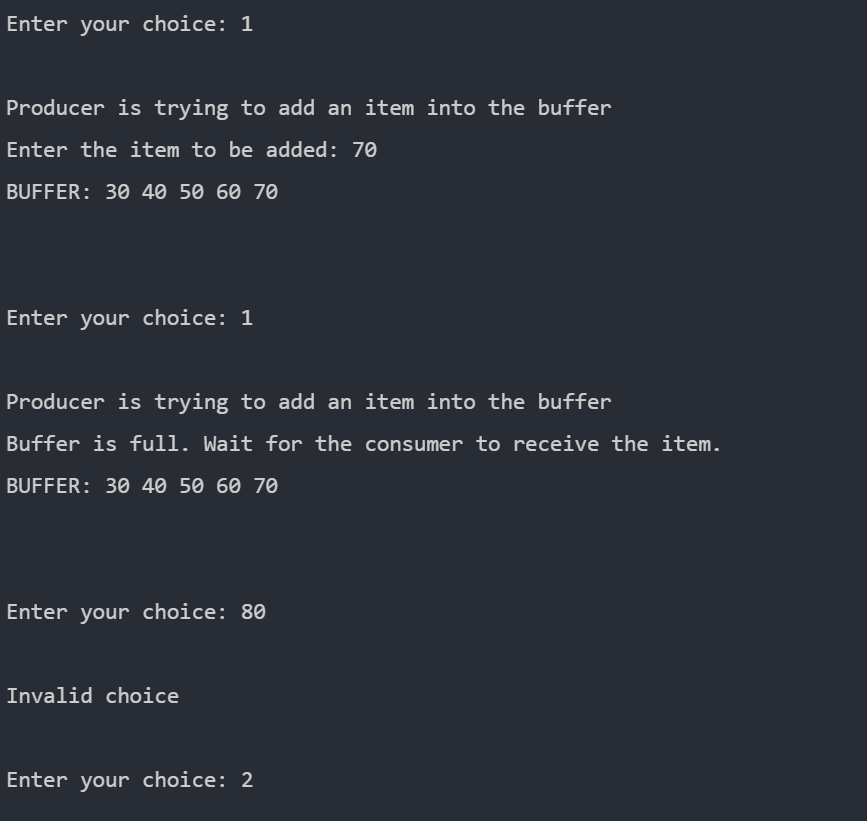 Enter your choice: 1
Producer is trying to add an item into the buffer
Enter the item to be added: 70
BUFFER: 30 40 50 60 70
Enter your choice: 1
Producer is trying to add an item into the buffer
Buffer is full. Wait for the consumer to receive the item.
BUFFER: 30 40 50 60 70
Enter your choice: 80
Invalid choice
Enter your choice: 2